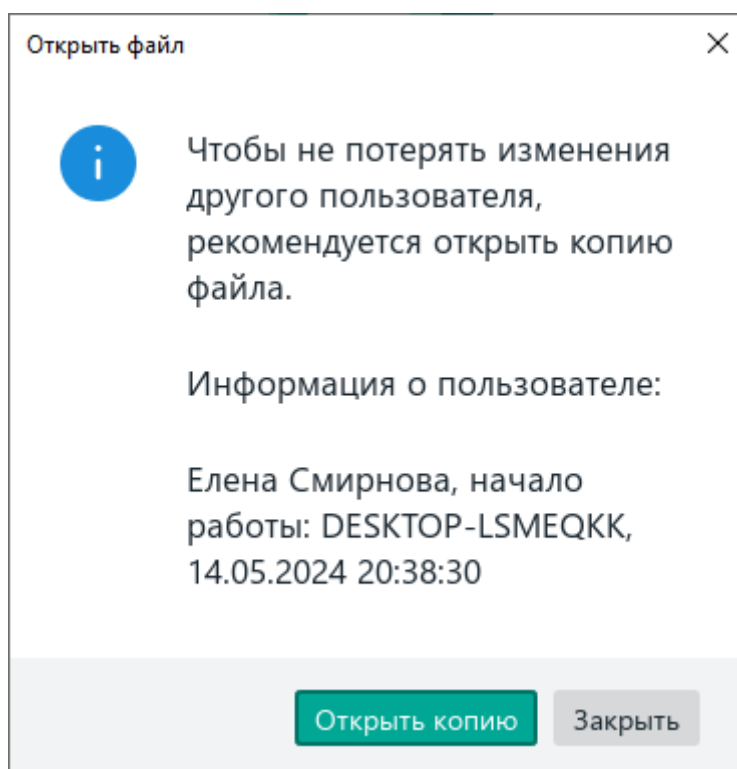 Открыть файл
Чтобы не потерять изменения
другого пользователя,
рекомендуется открыть копию
файла.
Информация о пользователе:
Елена Смирнова, начало
работы: DESKTOP-LSMEQKK,
14.05.2024 20:38:30
Открыть копию
Закрыть